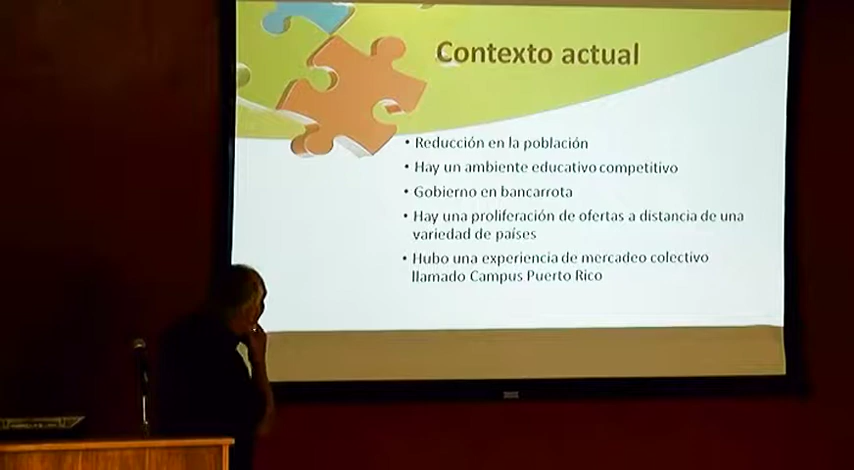 Contexto actual
• Reducción en la población
• Hay un ambiente educativo competitivo
• Gobierno en bancarrota
• Hay una proliferación de ofertas a distancia de una
variedad de países
• Hubo una experiencia de mercadeo colectivo
llamado Campus Puerto Rico